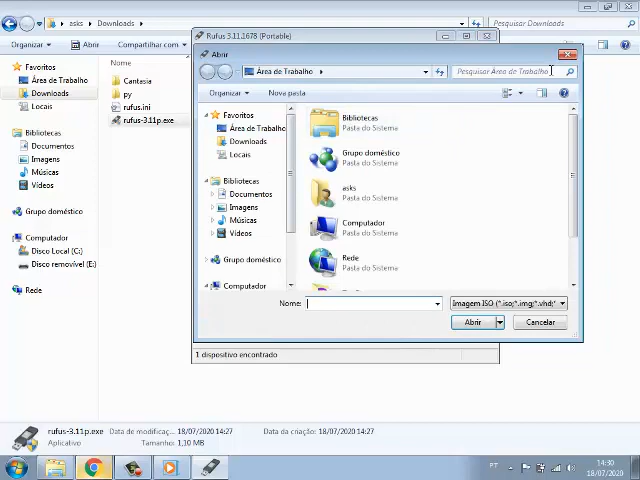 asks
Downloads
Pesquisar Downloads
Organizar
Abrir
Compartilhar com
Favoritos
Área de Trabalho
Downloads
Locais
Bibliotecas
Documentos
Imagens
Músicas
Vídeos
Grupo doméstico
Computador
Disco Local (C:)
Disco removível (E:)
Rede
Nome
Cantasia
py
rufus.ini
rufus-3.11p.exe
Rufus 3.11.1678 (Portable)
Abrir
Área de Trabalho
Pesquisar Área de Trabalho
Organizar
Nova pasta
Favoritos
Área de Trabalho
Downloads
Locais
Bibliotecas
Documentos
Imagens
Músicas
Vídeos
Grupo doméstico
Computador
Bibliotecas
Pasta do Sistema
Grupo doméstico
Pasta do Sistema
asks
Pasta do Sistema
Computador
Pasta do Sistema
Rede
Pasta do Sistema
Nome:
Imagem ISO (*.iso;*.img;*.vhd;*
Abrir
Cancelar
1 dispositivo encontrado
rufus-3.11p.exe
Data de modificaç...
18/07/2020 14:27
Data da criação: 18/07/2020 14:27
Aplicativo
Tamanho: 1,10 MB
PT
14:30
18/07/2020